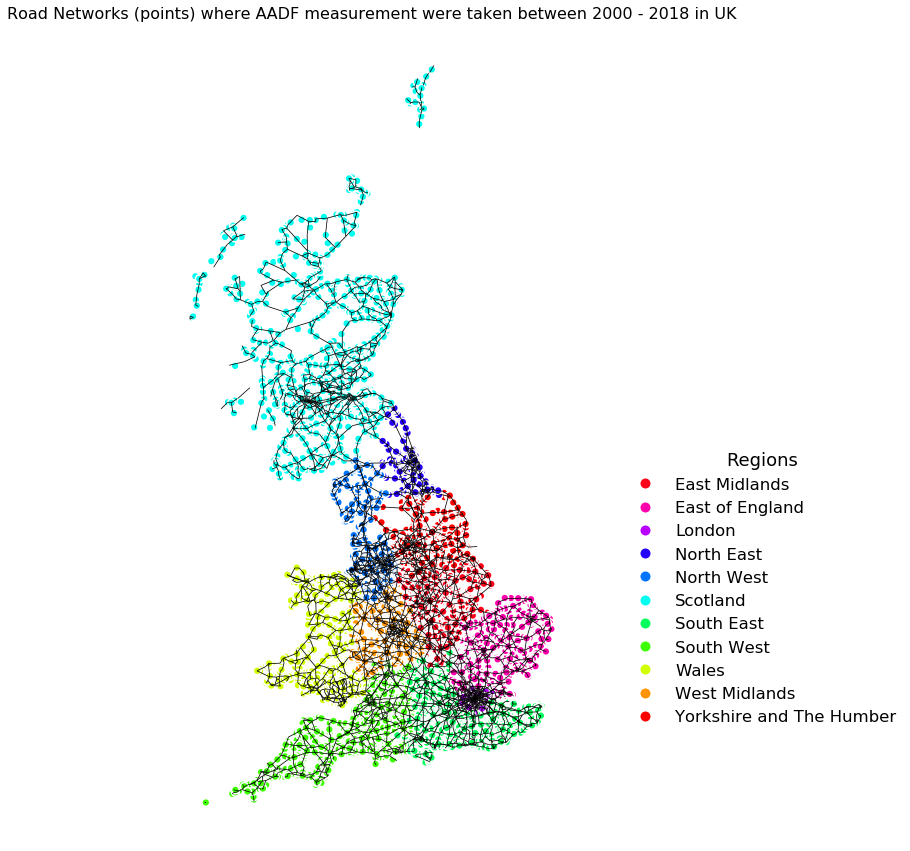 Road Networks (points) where AADF measurement were taken between 2000 - 2018 in UK
Regions
East Midlands
East of England
London
North East
North West
Scotland
South East
South West
Wales
West Midlands
Yorkshire and The Humber